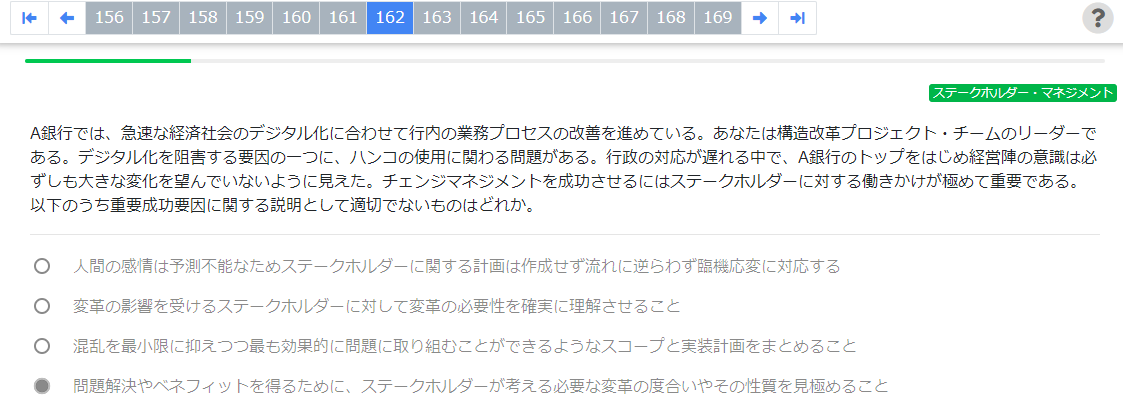 156 157 158 159 160 161 162 163 164 165 166 167 168 169 ?
ステークホルダー・マネジメント
A銀行では、急速な経済社会のデジタル化に合わせて行内の業務プロセスの改善を進めている。あなたは構造改革プロジェクト・チームのリーダーで
ある。デジタル化を阻害する要因の一つに、ハンコの使用に関わる問題がある。行政の対応が遅れる中で、A銀行のトップをはじめ経営陣の意識は必
ずしも大きな変化を望んでいないように見えた。チェンジマネジメントを成功させるにはステークホルダーに対する働きかけが極めて重要である。
以下のうち重要成功要因に関する説明として適切でないものはどれか。
人間の感情は予測不能なためステークホルダーに関する計画は作成せず流れに逆らわず臨機応変に対応する
変革の影響を受けるステークホルダーに対して変革の必要性を確実に理解させること
混乱を最小限に抑えつつ最も効果的に問題に取り組むことができるようなスコープと実装計画をまとめること
問題解決やベネフィットを得るために、ステークホルダーが考える必要な変革の度合いやその性質を見極めること